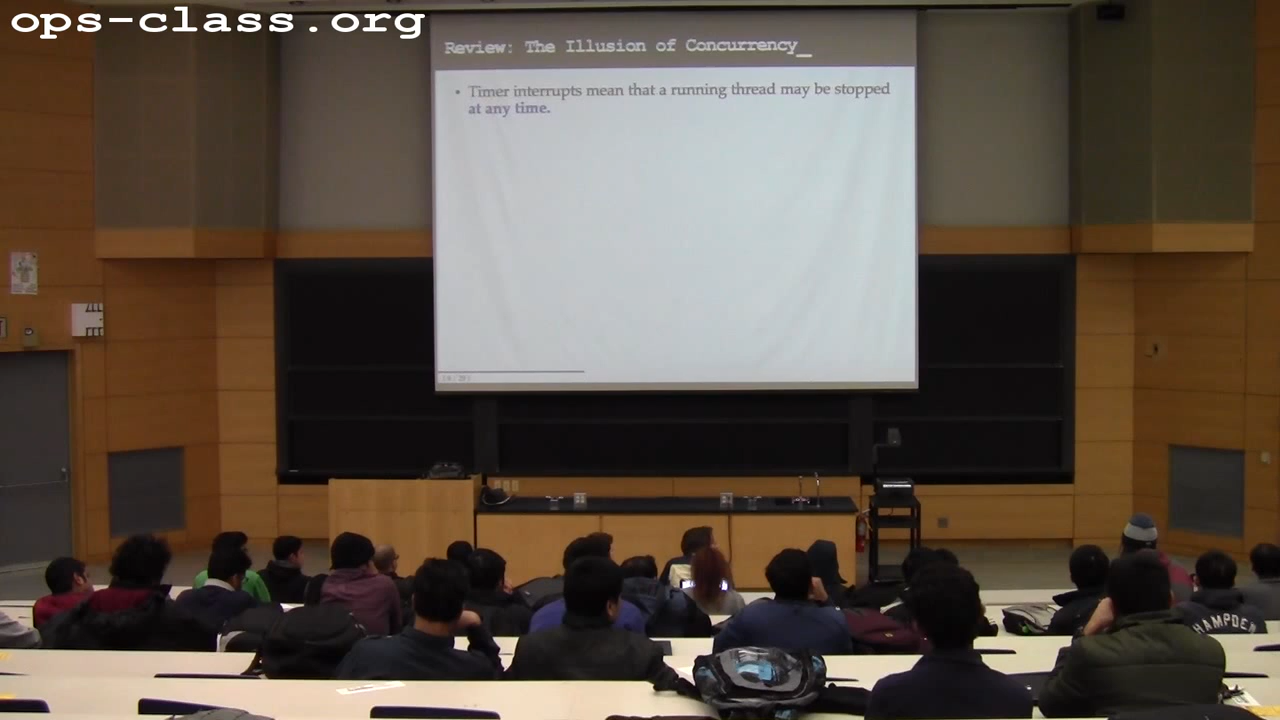 ops-class.org
Review: The Illusion of Concurrency_
• Timer interrupts mean that a running thread may be stopped
at any time.
HAMPDEN